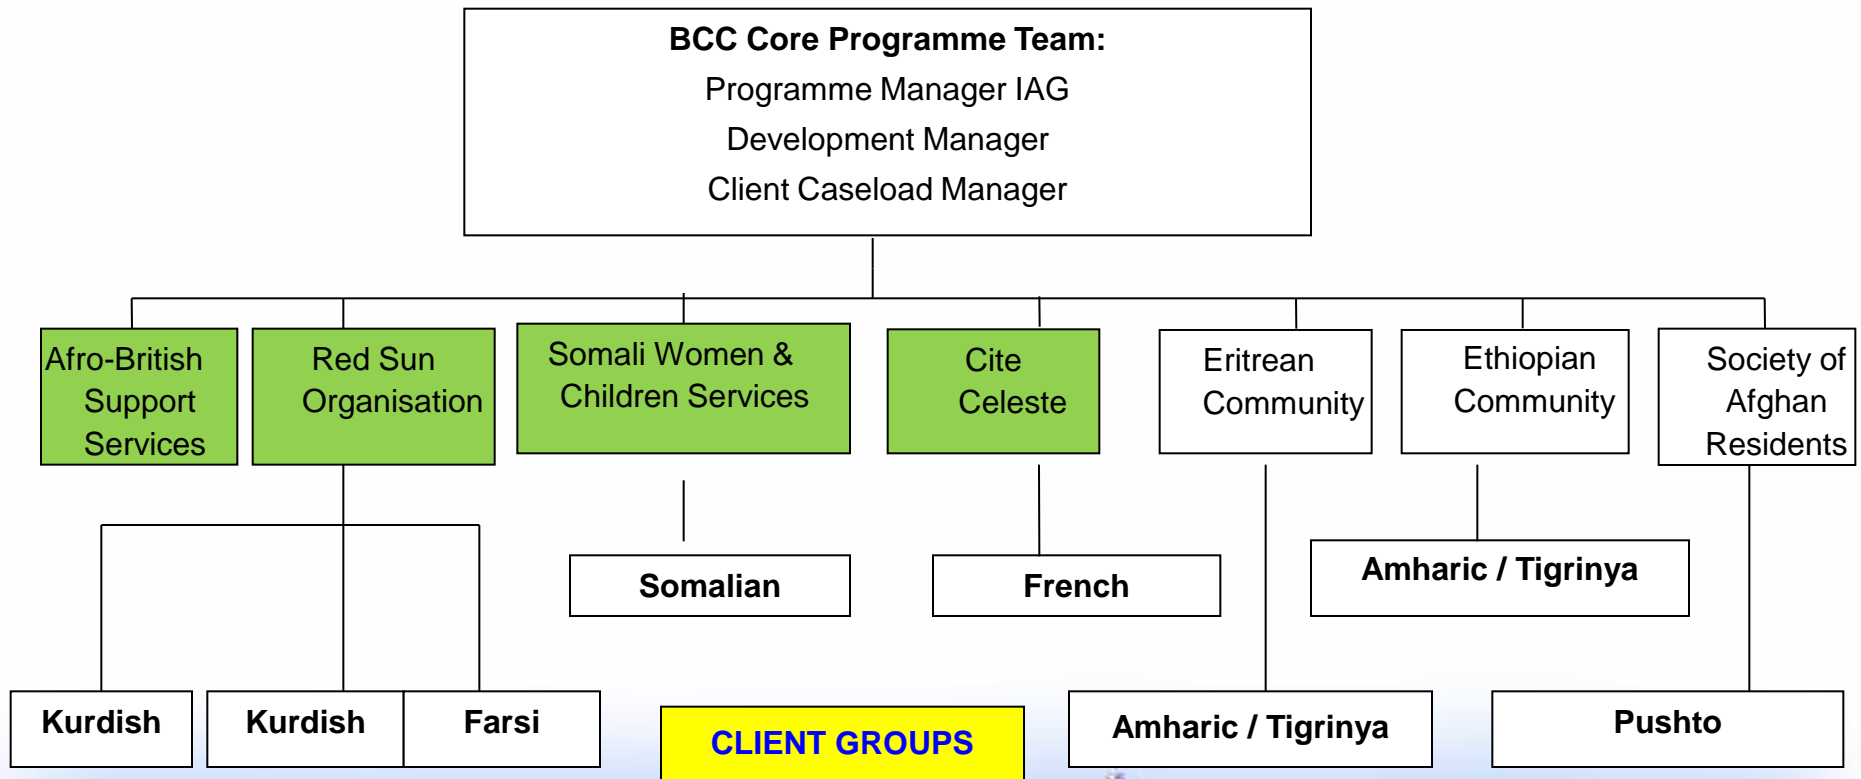 BCC Core Programme Team:
Programme Manager IAG
Development Manager
Client Caseload Manager
Afro-British
Support
Services
Red Sun
Organisation
Somali Women &
Children Services
Cite
Celeste
Eritrean
Community
Ethiopian
Community
Society of
Afghan
Residents
Somalian
French
Amharic / Tigrinya
Kurdish
Kurdish
Farsi
CLIENT GROUPS
Amharic / Tigrinya
Pushto